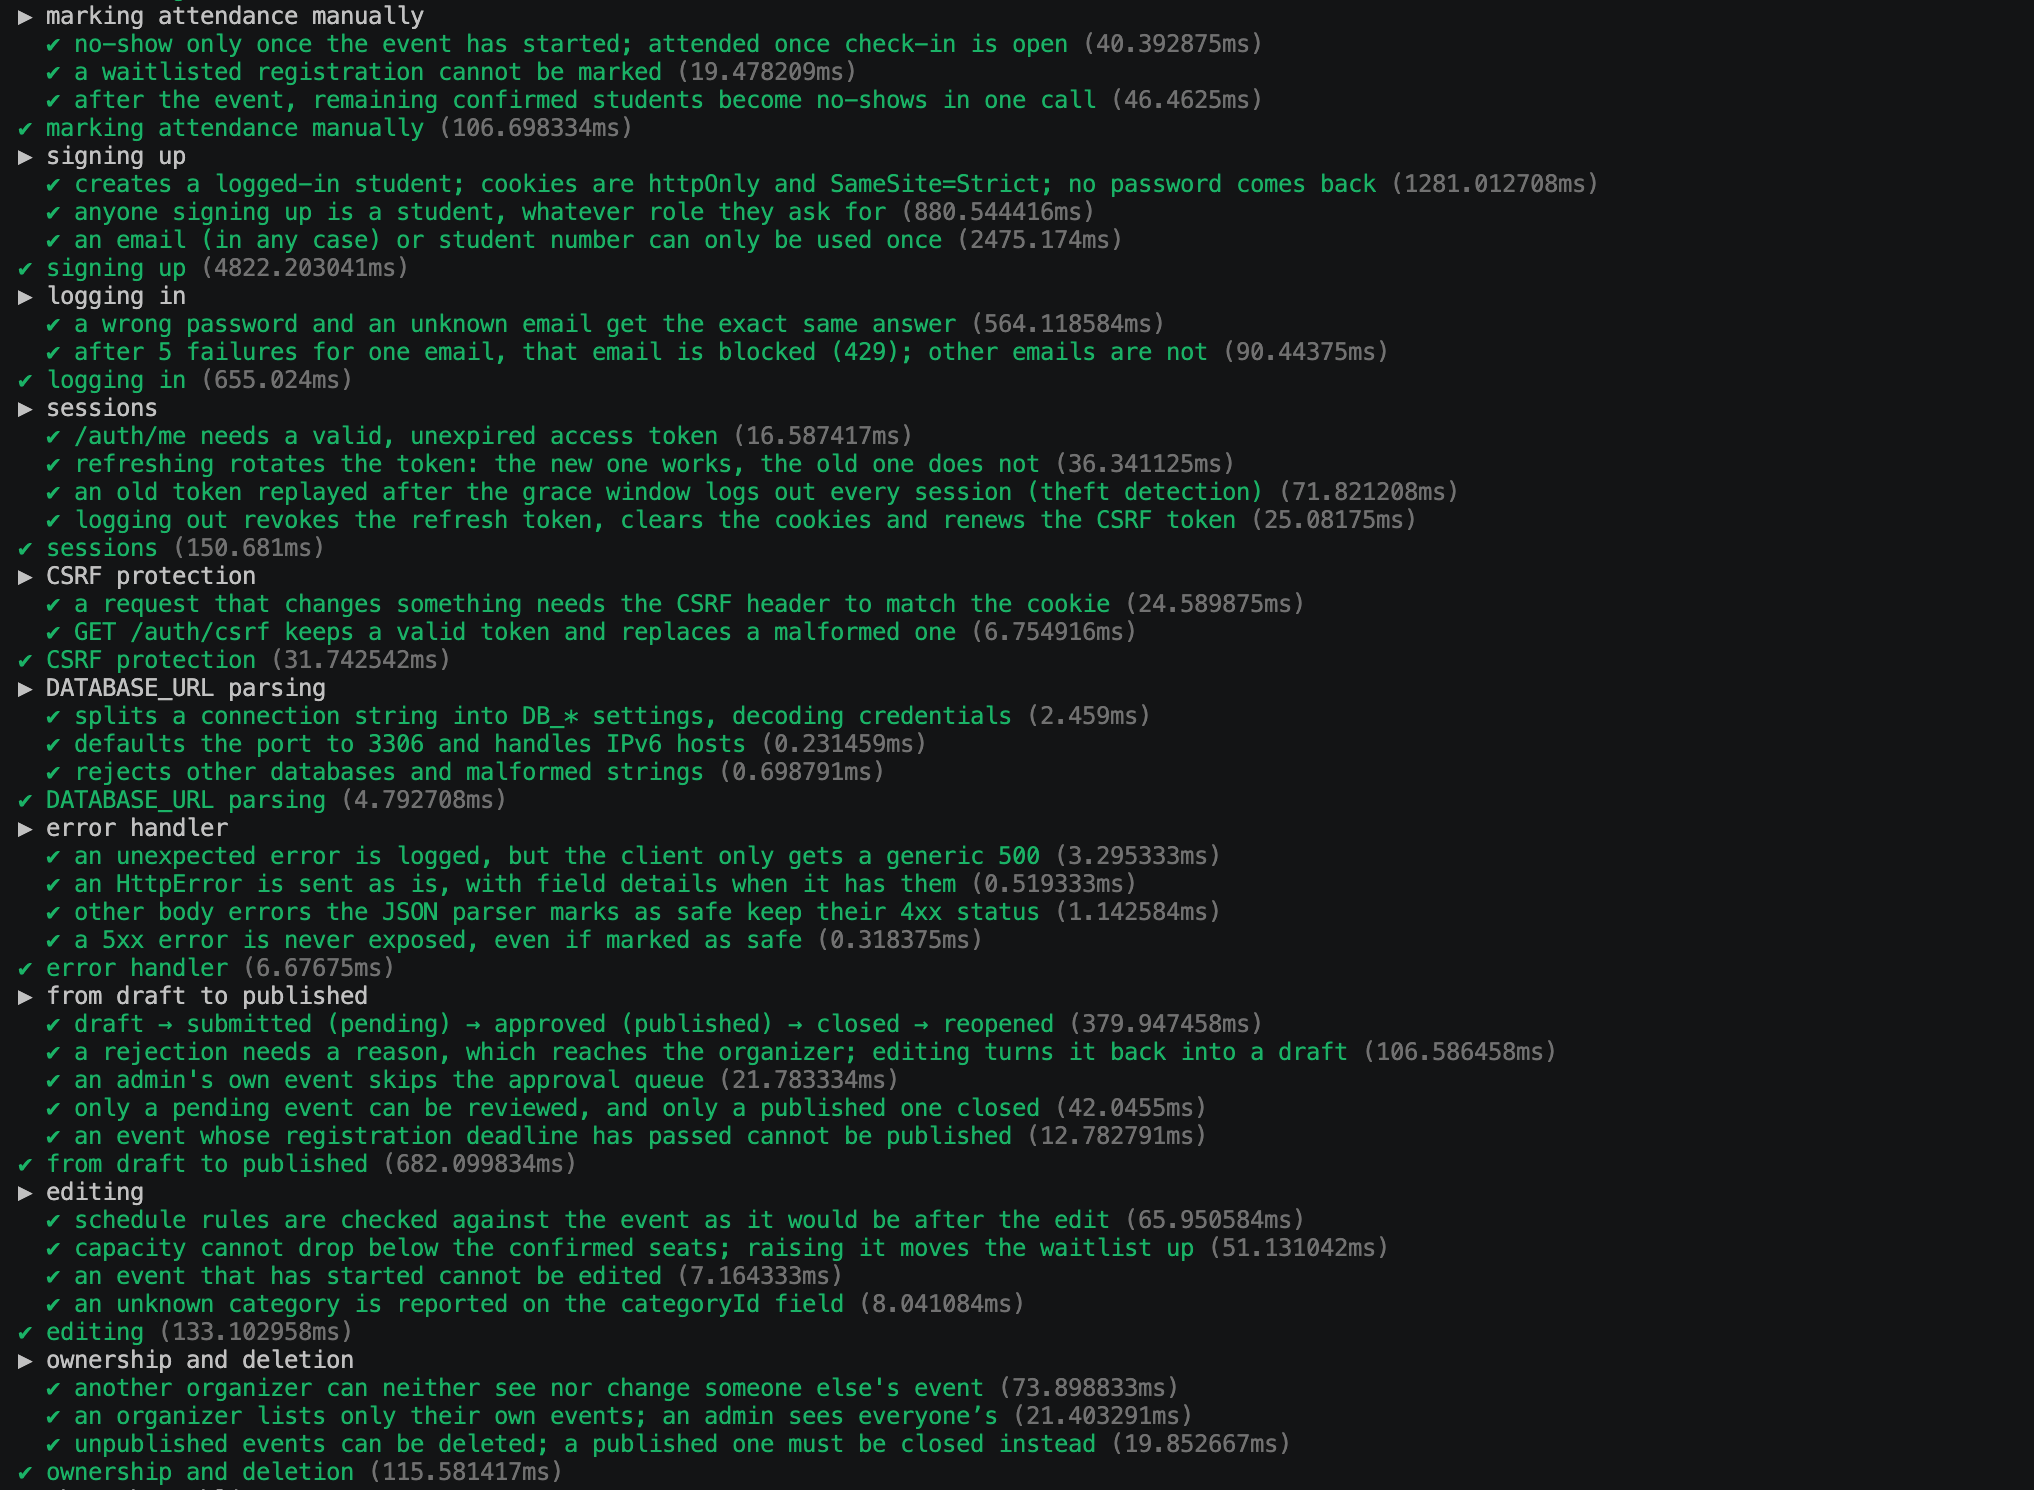 ▶ marking attendance manually
✔ no-show only once the event has started; attended once check-in is open (40.392875ms)
✔ a waitlisted registration cannot be marked (19.478209ms)
✔ after the event, remaining confirmed students become no-shows in one call (46.4625ms)
✔ marking attendance manually (106.698334ms)
▶ signing up
✔ creates a logged-in student; cookies are httpOnly and SameSite=Strict; no password comes back (1281.012708ms)
✔ anyone signing up is a student, whatever role they ask for (880.544416ms)
✔ an email (in any case) or student number can only be used once (2475.174ms)
✔ signing up (4822.203041ms)
▶ logging in
✔ a wrong password and an unknown email get the exact same answer (564.118584ms)
✔ after 5 failures for one email, that email is blocked (429); other emails are not (90.44375ms)
✔ logging in (655.024ms)
▶ sessions
✔ /auth/me needs a valid, unexpired access token (16.587417ms)
✔ refreshing rotates the token: the new one works, the old one does not (36.341125ms)
✔ an old token replayed after the grace window logs out every session (theft detection) (71.821208ms)
✔ logging out revokes the refresh token, clears the cookies and renews the CSRF token (25.08175ms)
✔ sessions (150.681ms)
▶ CSRF protection
✔ a request that changes something needs the CSRF header to match the cookie (24.589875ms)
✔ GET /auth/csrf keeps a valid token and replaces a malformed one (6.754916ms)
✔ CSRF protection (31.742542ms)
▶ DATABASE_URL parsing
✔ splits a connection string into DB_* settings, decoding credentials (2.459ms)
✔ defaults the port to 3306 and handles IPv6 hosts (0.231459ms)
✔ rejects other databases and malformed strings (0.698791ms)
✔ DATABASE_URL parsing (4.792708ms)
▶ error handler
✔ an unexpected error is logged, but the client only gets a generic 500 (3.295333ms)
✔ an HttpError is sent as is, with field details when it has them (0.519333ms)
✔ other body errors the JSON parser marks as safe keep their 4xx status (1.142584ms)
✔ a 5xx error is never exposed, even if marked as safe (0.318375ms)
✔ error handler (6.67675ms)
▶ from draft to published
✔ draft → submitted (pending) → approved (published) → closed → reopened (379.947458ms)
✔ a rejection needs a reason, which reaches the organizer; editing turns it back into a draft (106.586458ms)
✔ an admin's own event skips the approval queue (21.783334ms)
✔ only a pending event can be reviewed, and only a published one closed (42.0455ms)
✔ an event whose registration deadline has passed cannot be published (12.782791ms)
✔ from draft to published (682.099834ms)
▶ editing
✔ schedule rules are checked against the event as it would be after the edit (65.950584ms)
✔ capacity cannot drop below the confirmed seats; raising it moves the waitlist up (51.131042ms)
✔ an event that has started cannot be edited (7.164333ms)
✔ an unknown category is reported on the categoryId field (8.041084ms)
✔ editing (133.102958ms)
▶ ownership and deletion
✔ another organizer can neither see nor change someone else's event (73.898833ms)
✔ an organizer lists only their own events; an admin sees everyone’s (21.403291ms)
✔ unpublished events can be deleted; a published one must be closed instead (19.852667ms)
✔ ownership and deletion (115.581417ms)